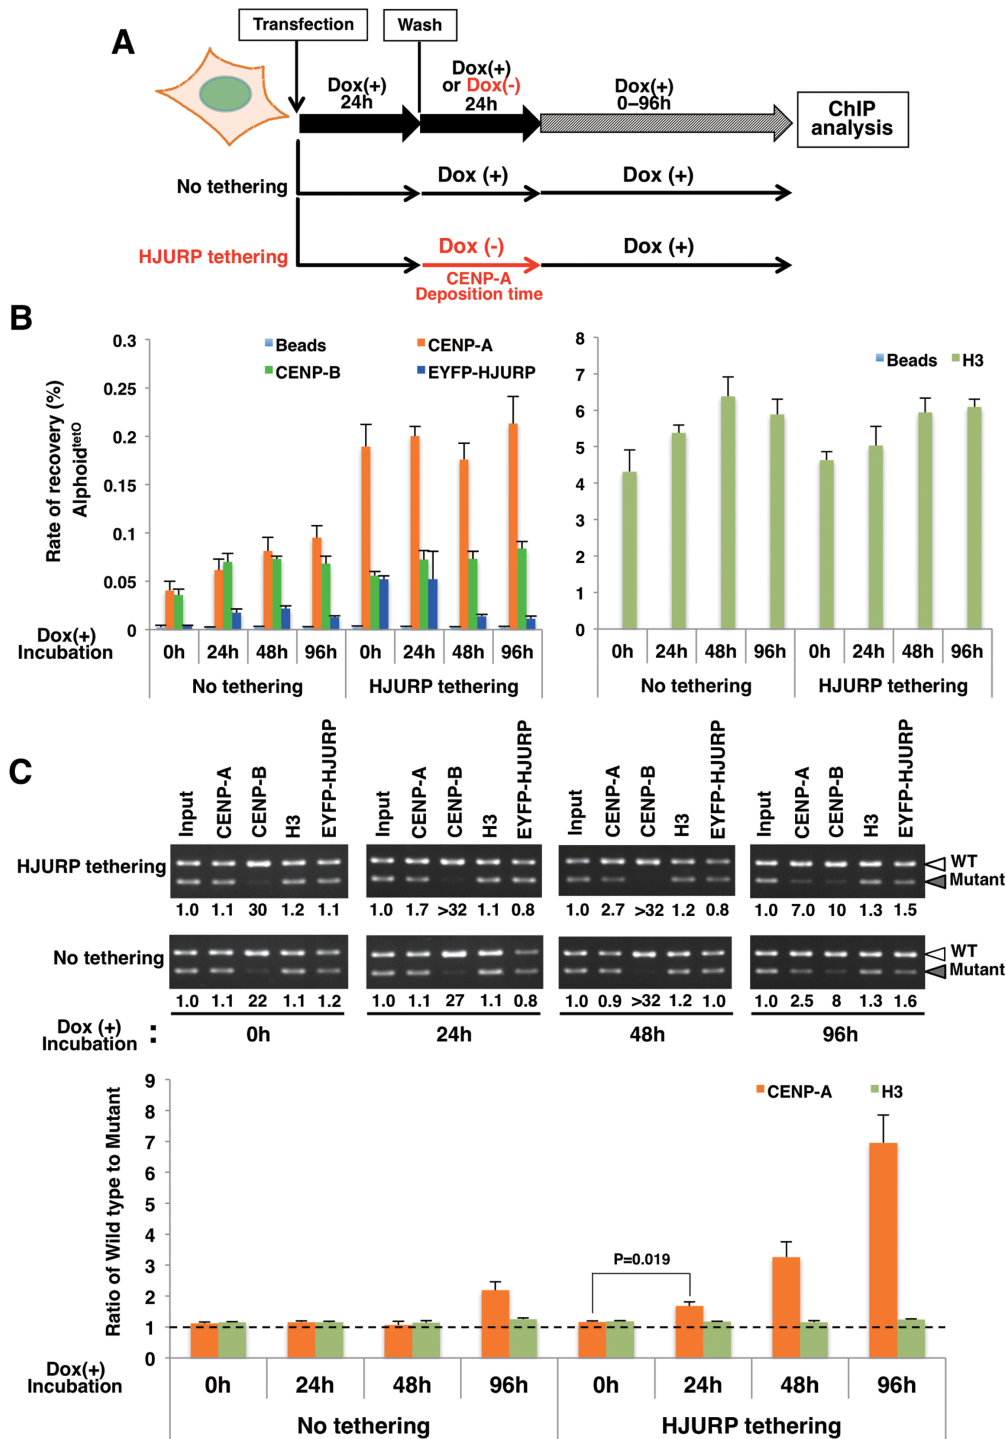 A
Transfection
Wash
Dox(+)
24h
Dox(+)
or Dox(-)
24h
Dox(+)
0–96h
ChIP
analysis
No tethering
Dox (+)
Dox (+)
HJURP tethering
Dox (-)
Dox (+)
CENP-A
Deposition time
B
Rate of recovery (%)
Alphoid^tetO
0.3
0.25
0.2
0.15
0.1
0.05
0
Beads
CENP-A
CENP-B
EYFP-HJURP
Dox(+)
Incubation
0h 24h 48h 96h 0h 24h 48h 96h
No tethering HJURP tethering
8
7
6
5
4
3
2
1
0
Beads H3
0h 24h 48h 96h 0h 24h 48h 96h
No tethering HJURP tethering
C
Input CENP-A CENP-B H3 EYFP-HJURP
Input CENP-A CENP-B H3 EYFP-HJURP
Input CENP-A CENP-B H3 EYFP-HJURP
Input CENP-A CENP-B H3 EYFP-HJURP
HJURP tethering
WT
Mutant
1.0 1.1 30 1.2 1.1
1.0 1.7 >32 1.1 0.8
1.0 2.7 >32 1.2 0.8
1.0 7.0 10 1.3 1.5
No tethering
WT
Mutant
1.0 1.1 22 1.1 1.2
1.0 1.1 27 1.1 0.8
1.0 0.9 >32 1.2 1.0
1.0 2.5 8 1.3 1.6
Dox (+)
Incubation :
0h 24h 48h 96h
Ratio of Wild type to Mutant
9
8
7
6
5
4
3
2
1
0
CENP-A H3
P=0.019
Dox(+)
Incubation
0h 24h 48h 96h 0h 24h 48h 96h
No tethering HJURP tethering